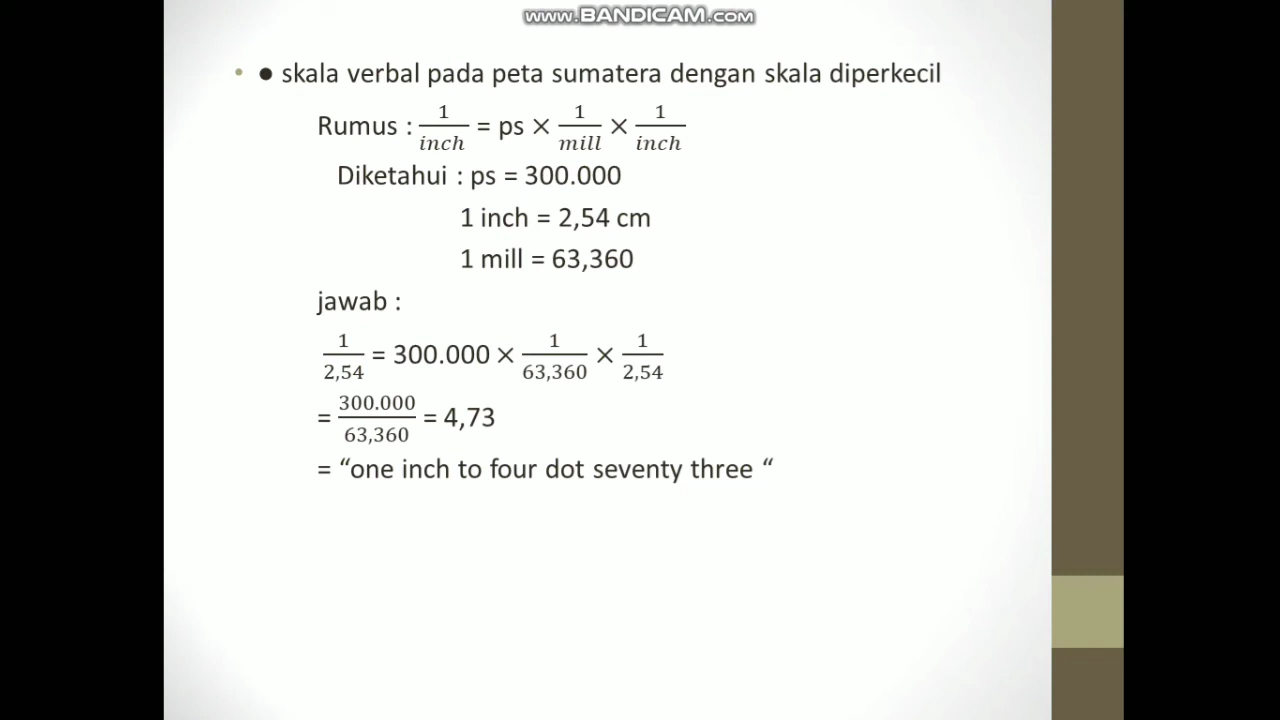 www.BANDICAM.com
• ● skala verbal pada peta sumatera dengan skala diperkecil
Rumus : 1/inch = ps × 1/mill × 1/inch
Diketahui : ps = 300.000
1 inch = 2,54 cm
1 mill = 63,360
jawab :
1/2,54 = 300.000 × 1/63,360 × 1/2,54
= 300.000/63,360 = 4,73
= “one inch to four dot seventy three “